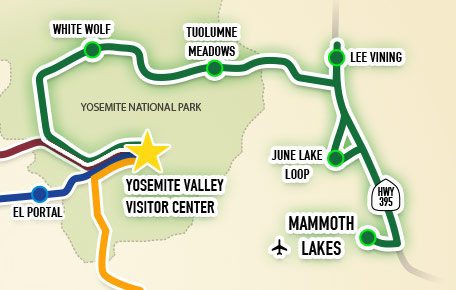 WHITE WOLF
TUOLUMNE
MEADOWS
LEE VINING
YOSEMITE NATIONAL PARK
JUNE LAKE
LOOP
YOSEMITE VALLEY
VISITOR CENTER
EL PORTAL
HWY
395
MAMMOTH
LAKES